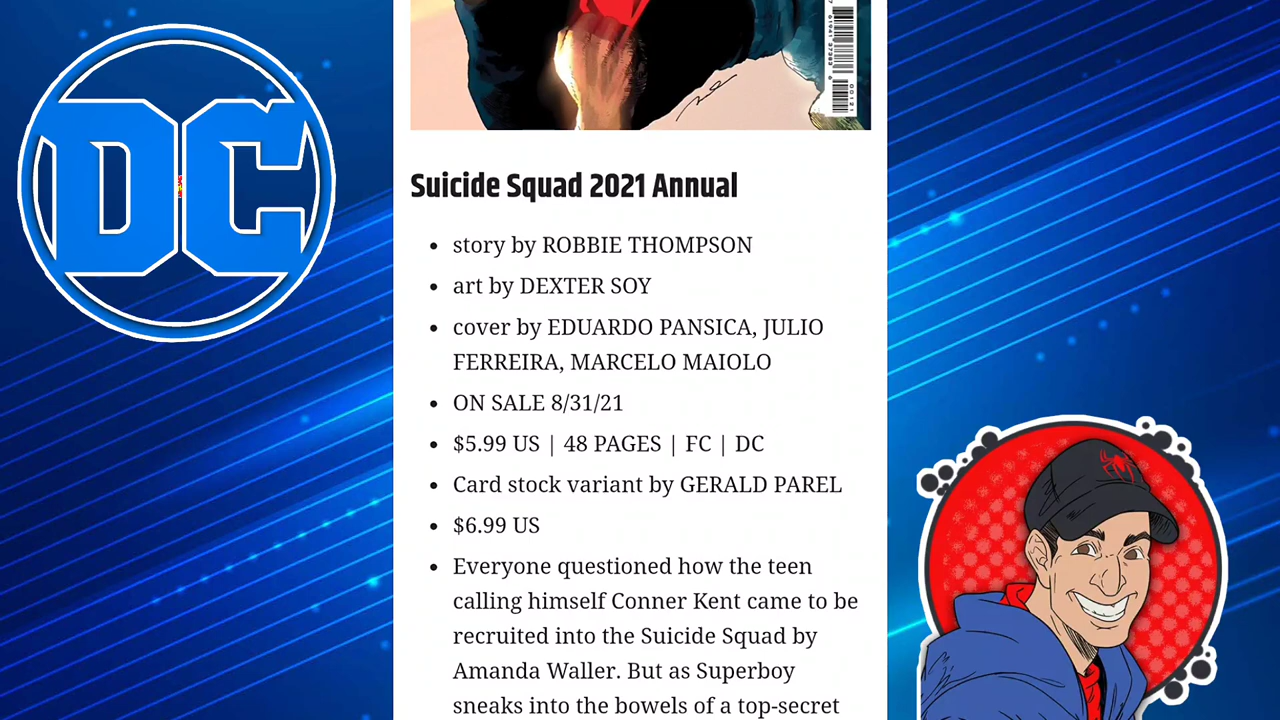 DC
00121
Suicide Squad 2021 Annual
• story by ROBBIE THOMPSON
• art by DEXTER SOY
• cover by EDUARDO PANSICA, JULIO
FERREIRA, MARCELO MAIOLO
• ON SALE 8/31/21
• $5.99 US | 48 PAGES | FC | DC
• Card stock variant by GERALD PAREL
• $6.99 US
• Everyone questioned how the teen
calling himself Conner Kent came to be
recruited into the Suicide Squad by
Amanda Waller. But as Superboy
sneaks into the bowels of a top-secret